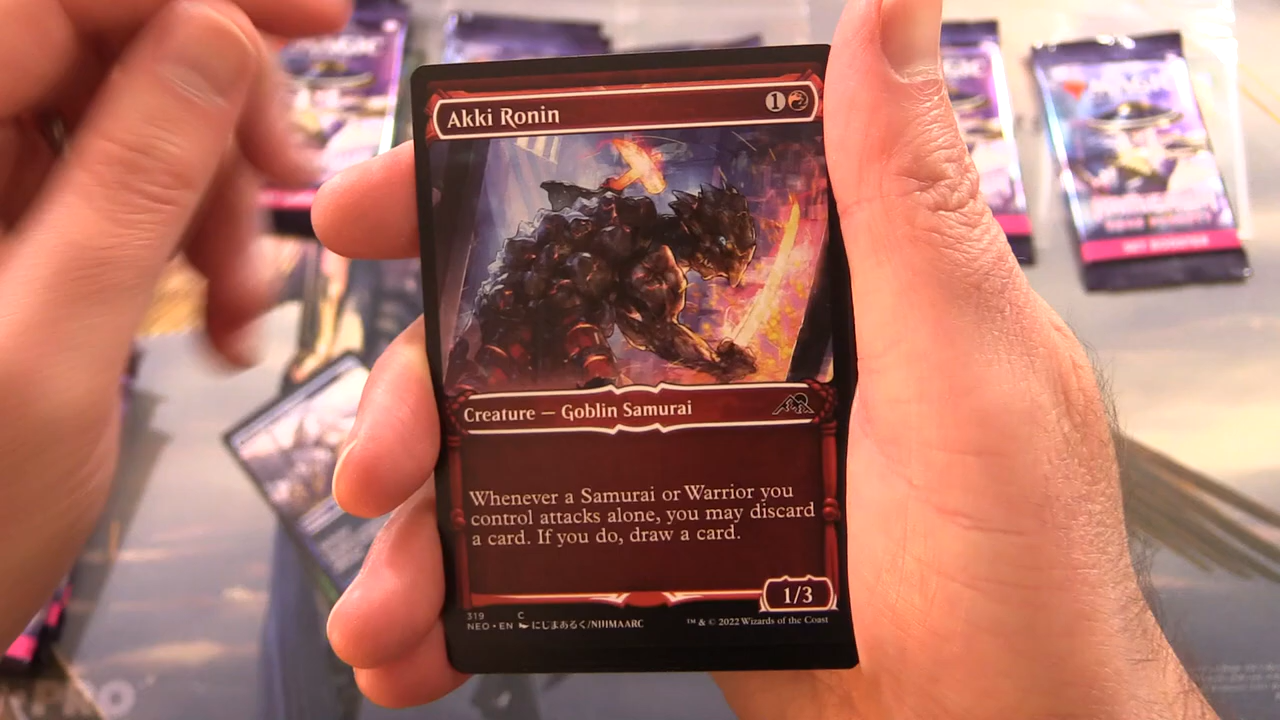 Akki Ronin
1
Creature — Goblin Samurai
Whenever a Samurai or Warrior you
control attacks alone, you may discard
a card. If you do, draw a card.
1/3
319 C
NEO • EN にじまあるく/NIJIMAARC
™ & © 2022 Wizards of the Coast
PRO